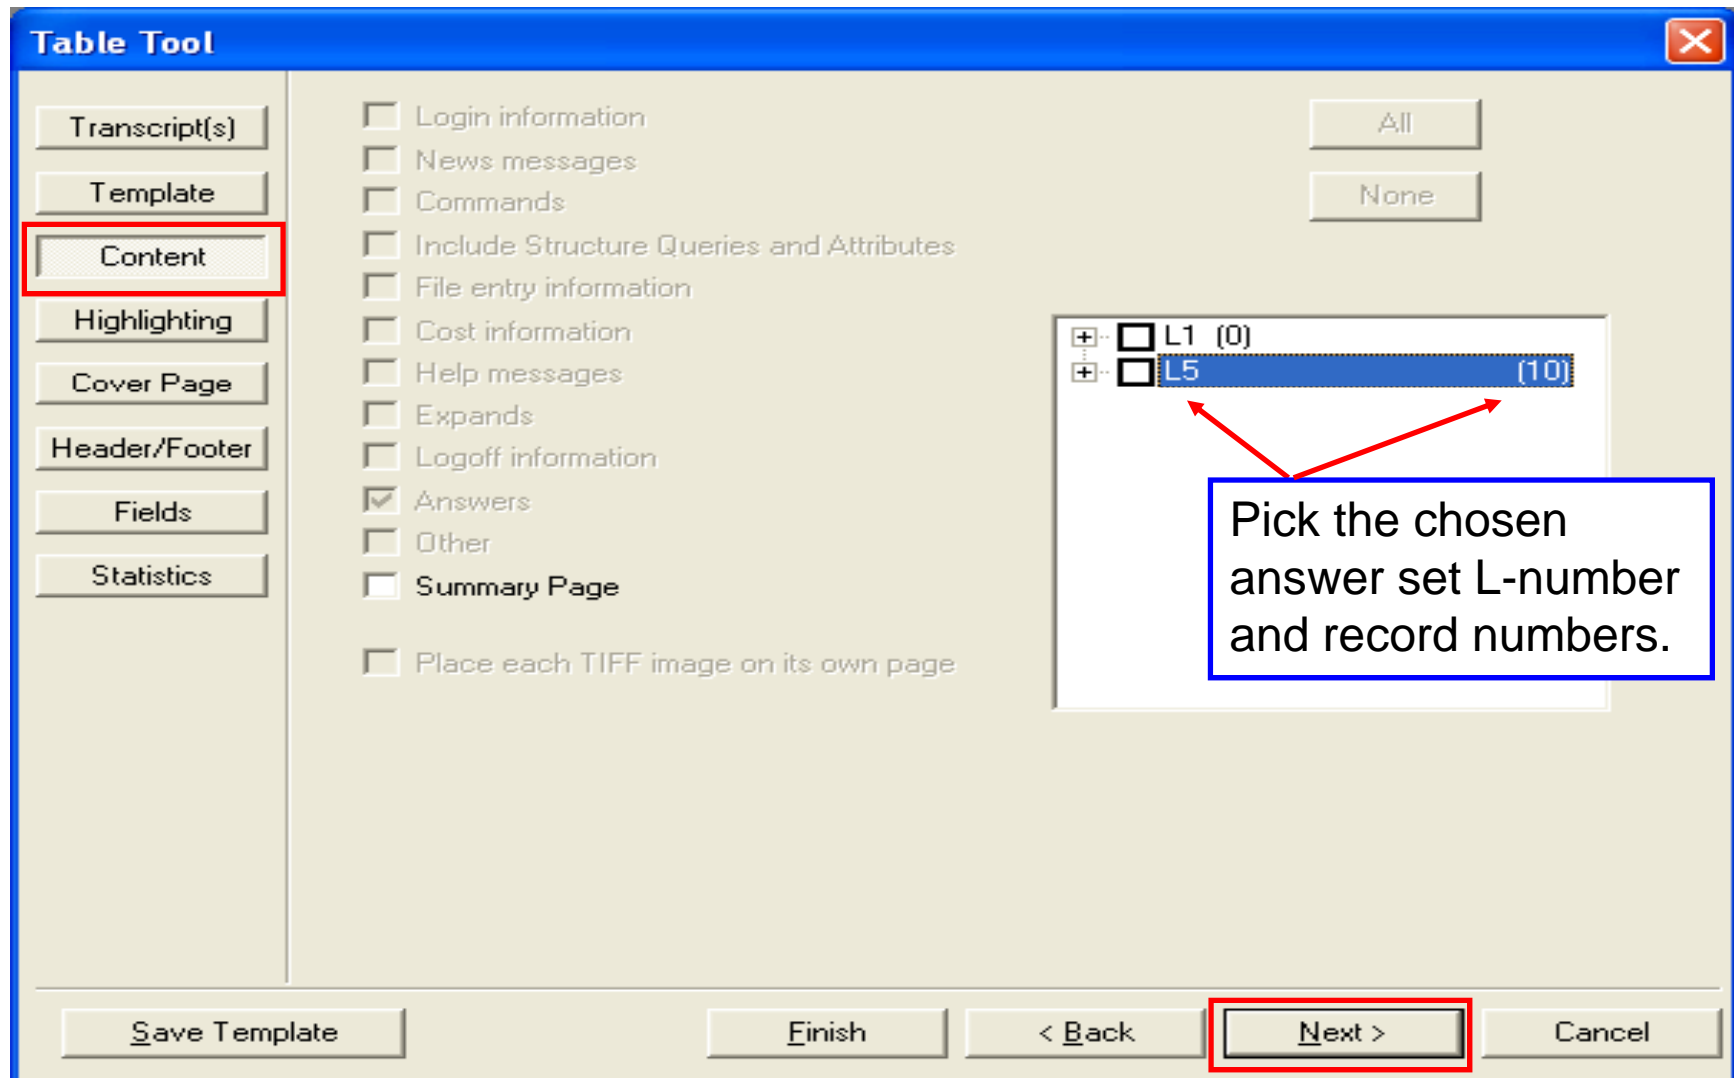 Table Tool
Transcript(s)
Template
Content
Highlighting
Cover Page
Header/Footer
Fields
Statistics
Login information
News messages
Commands
Include Structure Queries and Attributes
File entry information
Cost information
Help messages
Expands
Logoff information
Answers
Other
Summary Page
Place each TIFF image on its own page
All
None
L1 (0)
L5 (10)
Pick the chosen
answer set L-number
and record numbers.
Save Template
Finish
< Back
Next >
Cancel